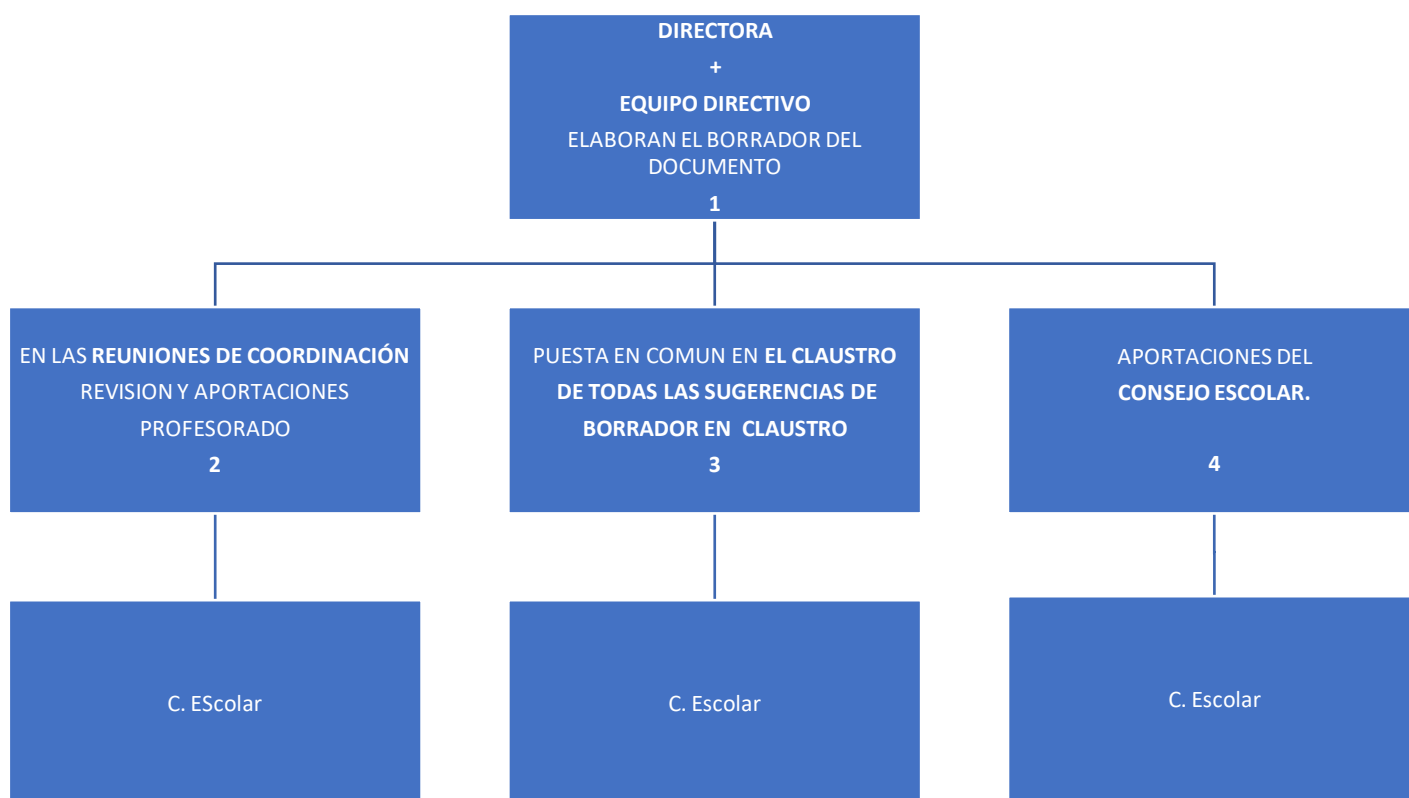 DIRECTORA
+
EQUIPO DIRECTIVO
ELABORAN EL BORRADOR DEL
DOCUMENTO
1
EN LAS REUNIONES DE COORDINACIÓN
REVISION Y APORTACIONES
PROFESORADO
2
PUESTA EN COMUN EN EL CLAUSTRO
DE TODAS LAS SUGERENCIAS DE
BORRADOR EN CLAUSTRO
3
APORTACIONES DEL
CONSEJO ESCOLAR.
4
C. EScolar
C. Escolar
C. Escolar